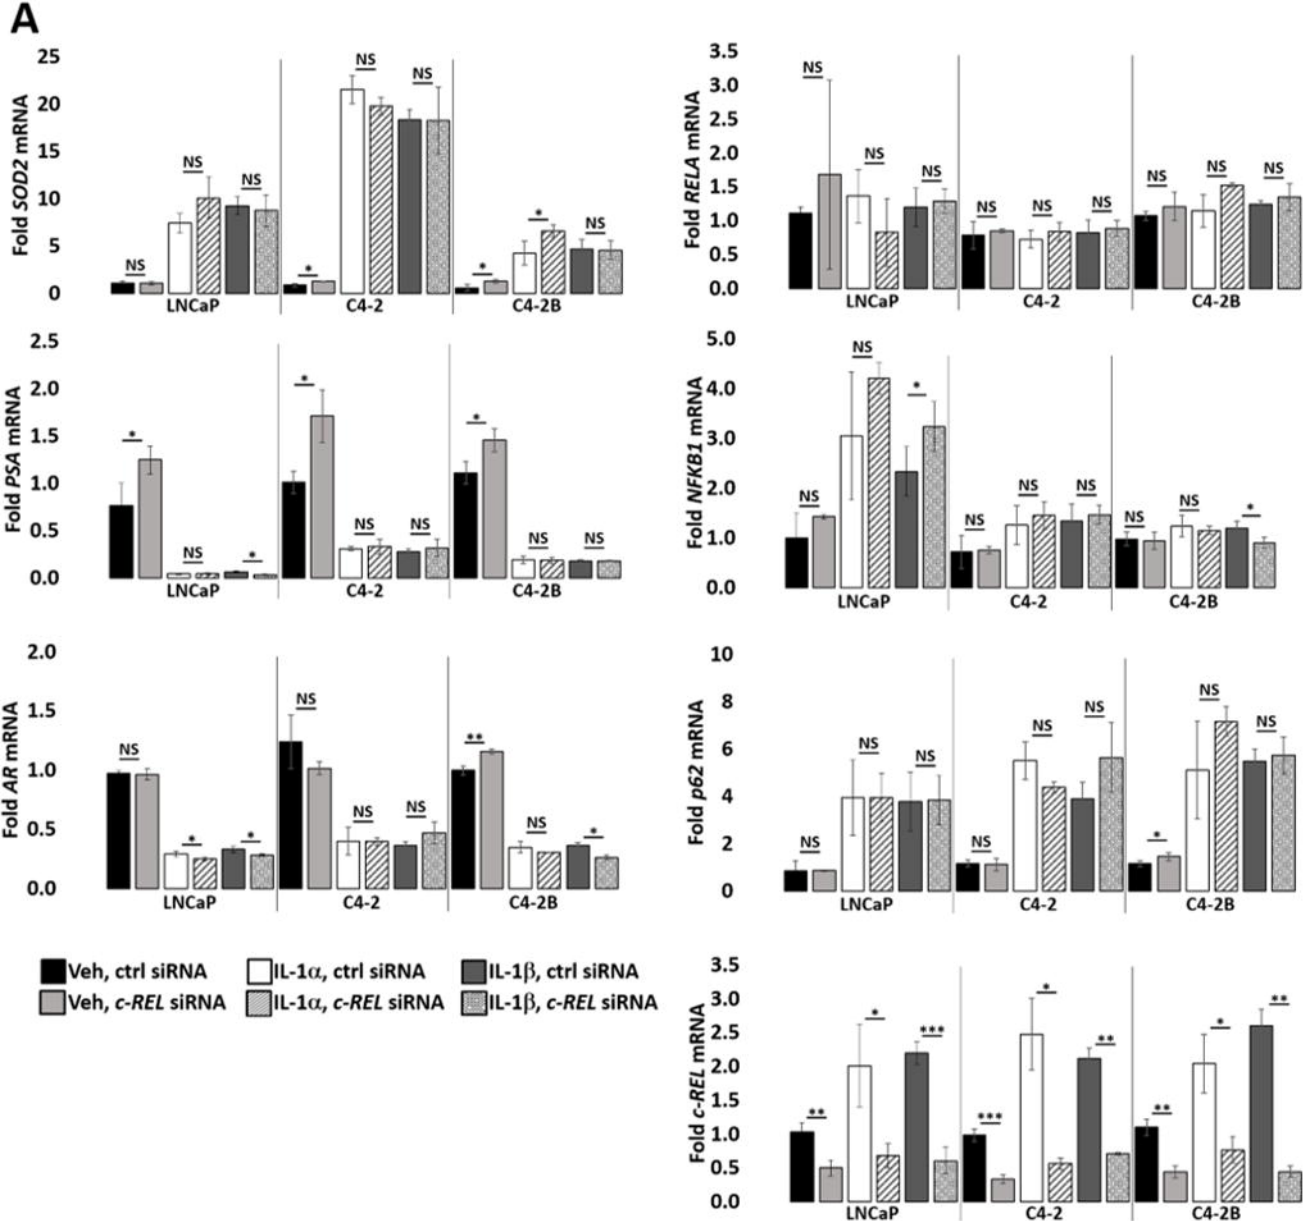 A
Fold SOD2 mRNA
25
20
15
10
5
0
NS
NS
NS
*
NS
NS
*
*
NS
LNCaP
C4-2
C4-2B
Fold RELA mRNA
3.5
3.0
2.5
2.0
1.5
1.0
0.5
0.0
NS
NS
NS
NS
NS
NS
NS
NS
NS
LNCaP
C4-2
C4-2B
Fold PSA mRNA
2.5
2.0
1.5
1.0
0.5
0.0
*
NS
*
*
NS
NS
*
NS
NS
LNCaP
C4-2
C4-2B
Fold NFKB1 mRNA
5.0
4.0
3.0
2.0
1.0
0.0
NS
NS
*
NS
NS
NS
NS
NS
*
LNCaP
C4-2
C4-2B
Fold AR mRNA
2.0
1.5
1.0
0.5
0.0
NS
*
*
NS
NS
NS
**
NS
*
LNCaP
C4-2
C4-2B
Fold p62 mRNA
10
8
6
4
2
0
NS
NS
NS
NS
NS
NS
*
NS
NS
LNCaP
C4-2
C4-2B
Veh, ctrl siRNA
IL-1α, ctrl siRNA
IL-1β, ctrl siRNA
Veh, c-REL siRNA
IL-1α, c-REL siRNA
IL-1β, c-REL siRNA
Fold c-REL mRNA
3.5
3.0
2.5
2.0
1.5
1.0
0.5
0.0
**
*
***
***
*
**
**
*
**
LNCaP
C4-2
C4-2B